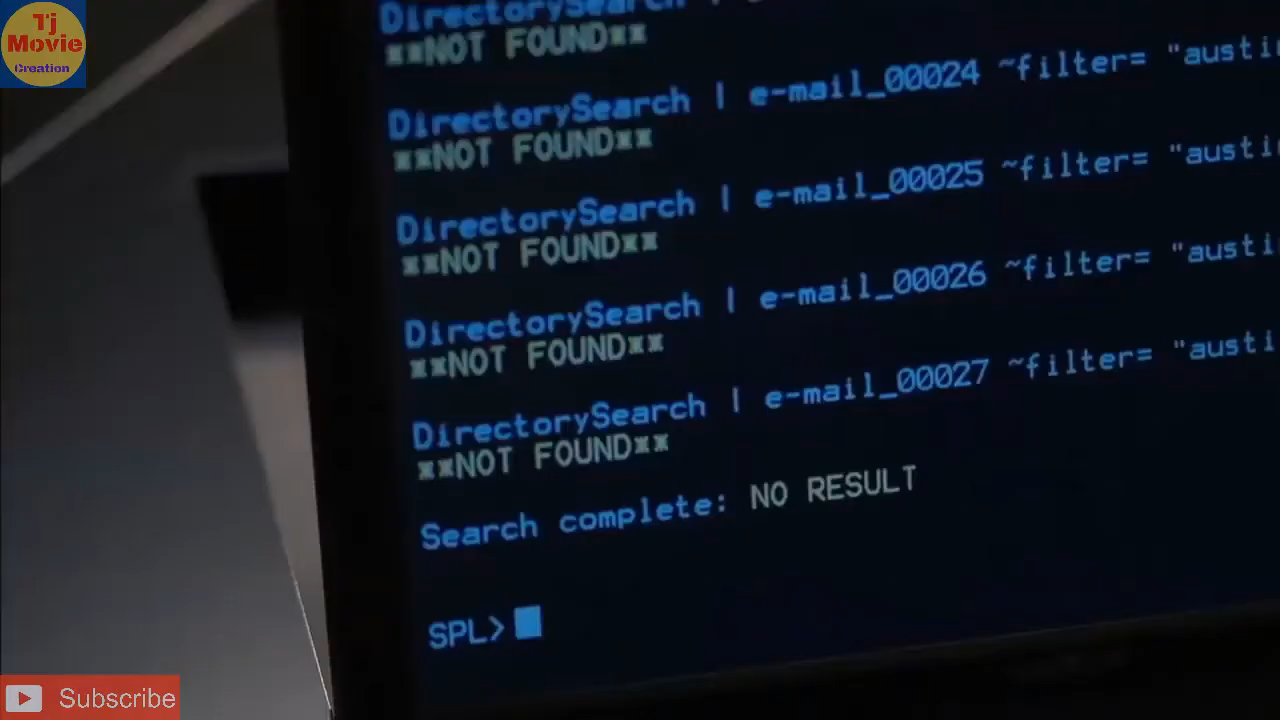 Tj
Movie
Creation
DirectorySearch |
**NOT FOUND**
DirectorySearch | e-mail_00024 ~filter= "austi
**NOT FOUND**
DirectorySearch | e-mail_00025 ~filter= "austi
**NOT FOUND**
DirectorySearch | e-mail_00026 ~filter= "austi
**NOT FOUND**
DirectorySearch | e-mail_00027 ~filter= "austi
**NOT FOUND**
Search complete: NO RESULT
SPL>
Subscribe